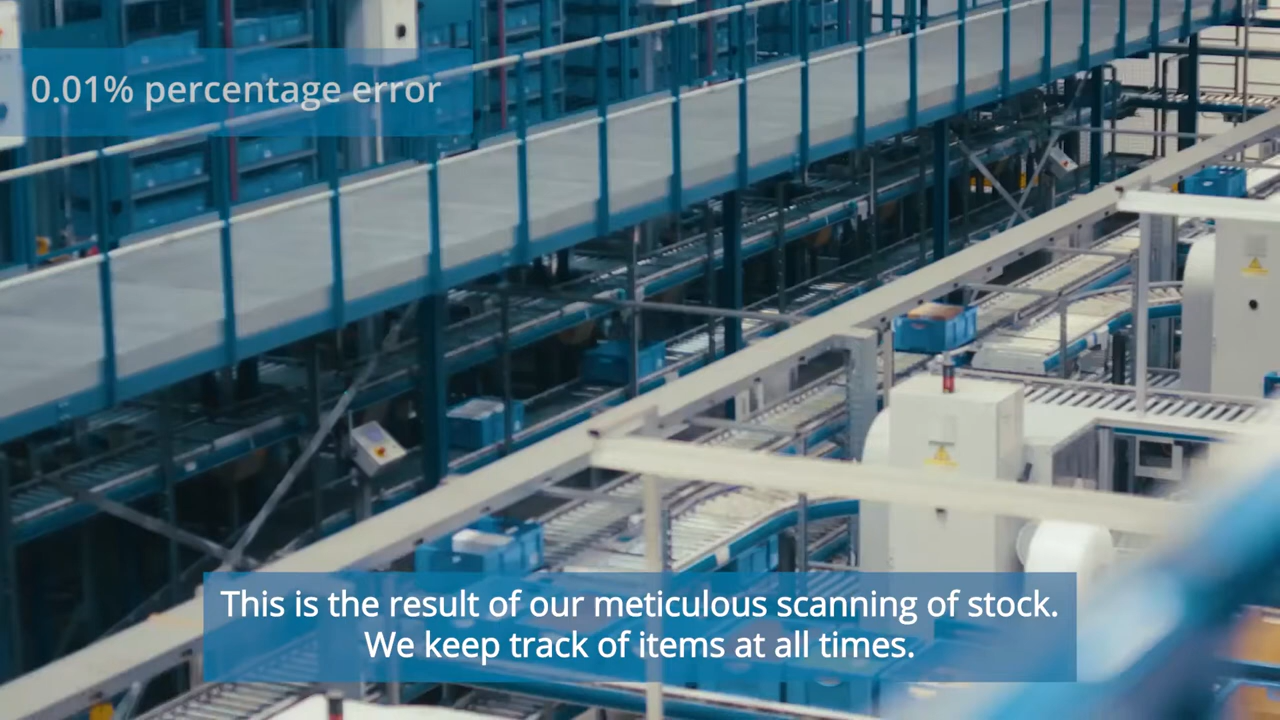 0.01% percentage error
This is the result of our meticulous scanning of stock.
We keep track of items at all times.